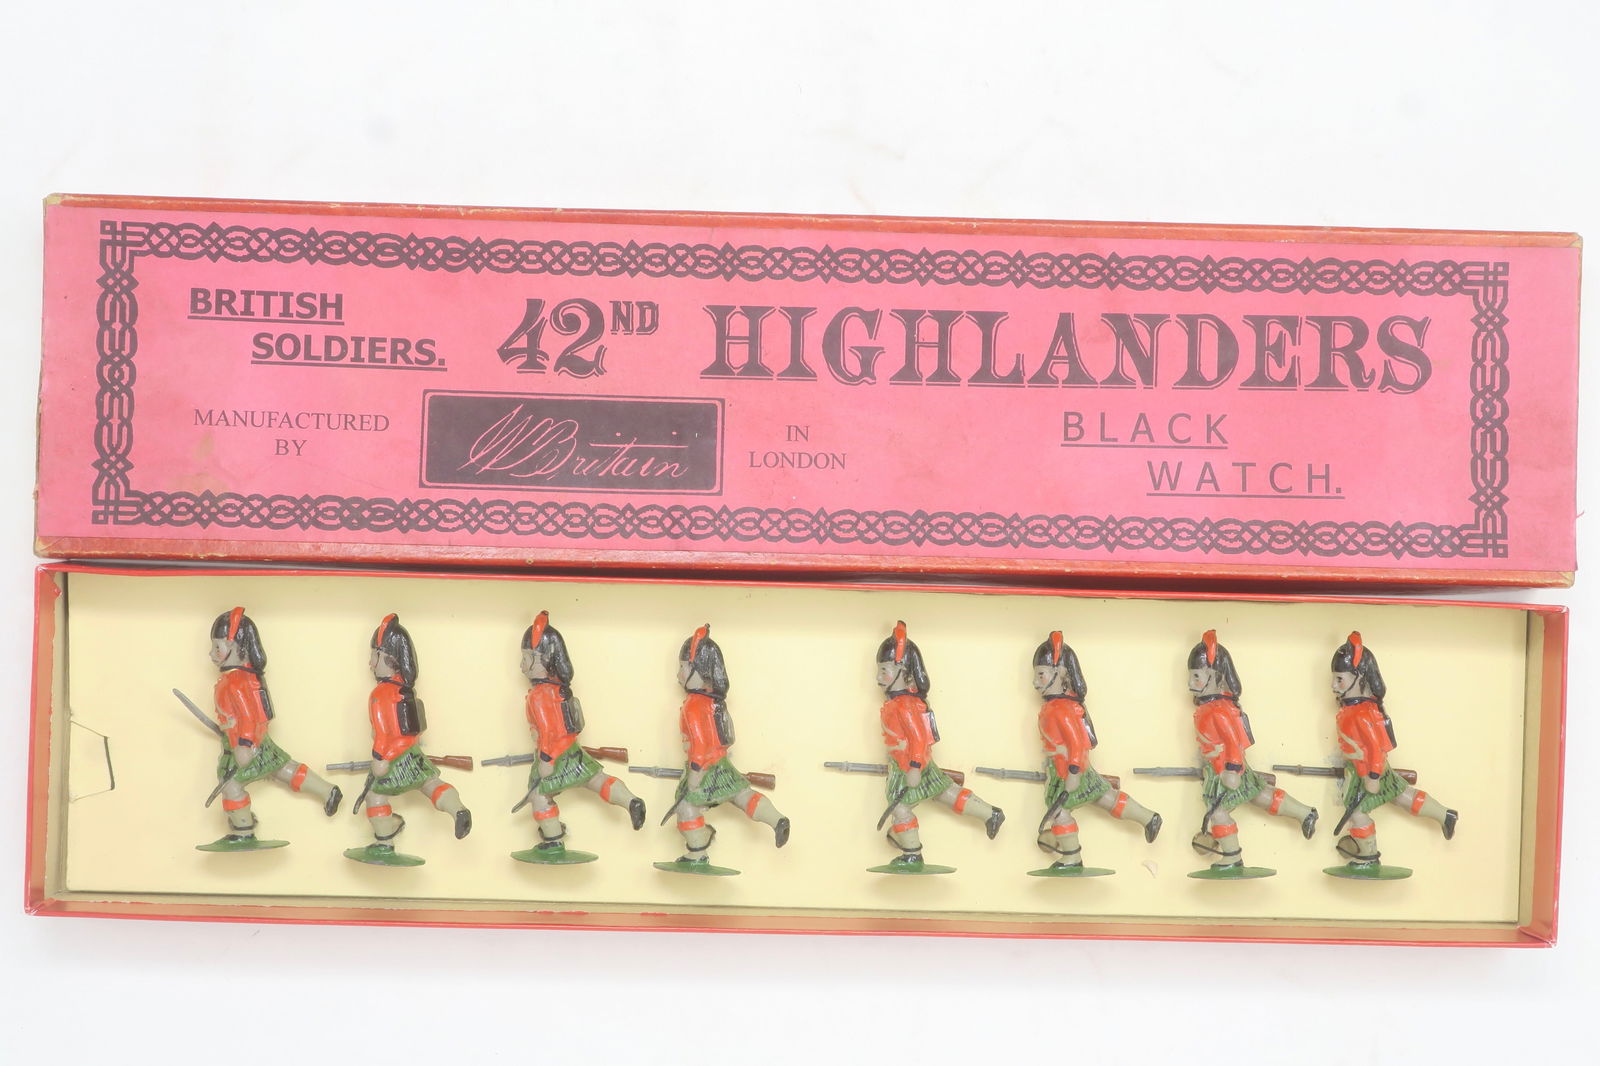 BRITISH
SOLDIERS.
42ND HIGHLANDERS
MANUFACTURED
BY
W Britain
IN
LONDON
BLACK
WATCH.